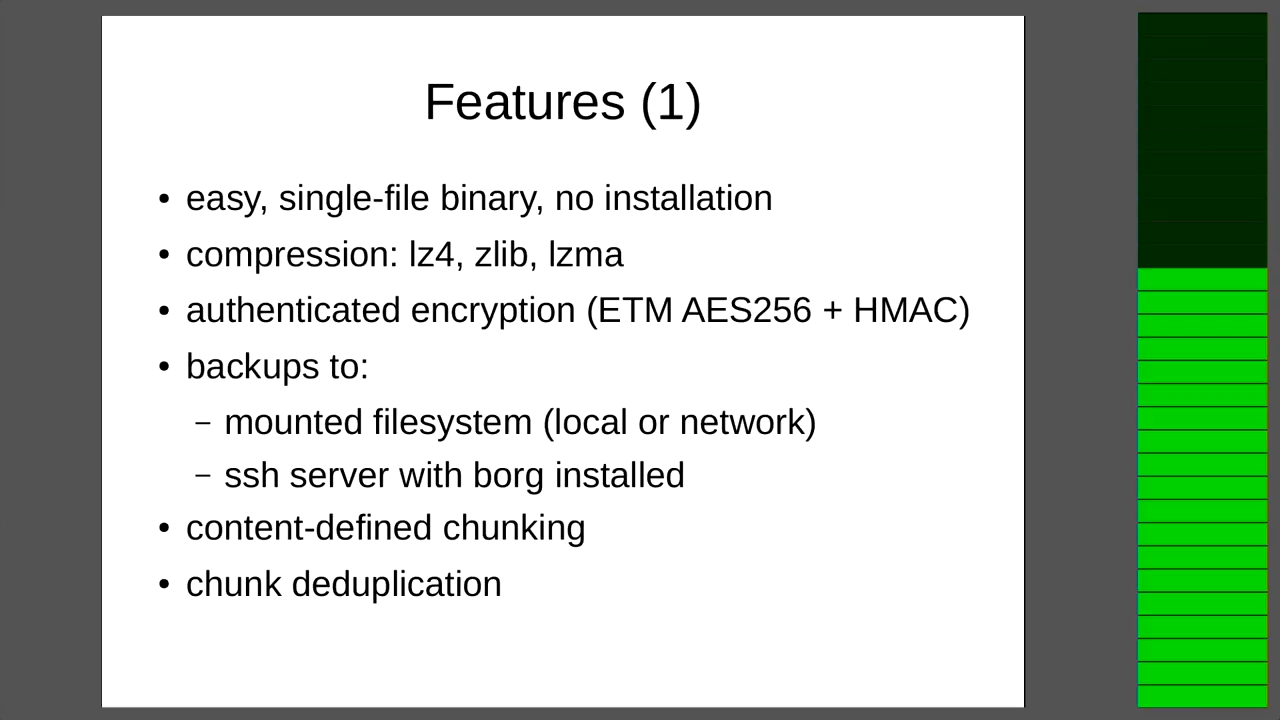 Features (1)
• easy, single-file binary, no installation
• compression: lz4, zlib, lzma
• authenticated encryption (ETM AES256 + HMAC)
• backups to:
– mounted filesystem (local or network)
– ssh server with borg installed
• content-defined chunking
• chunk deduplication